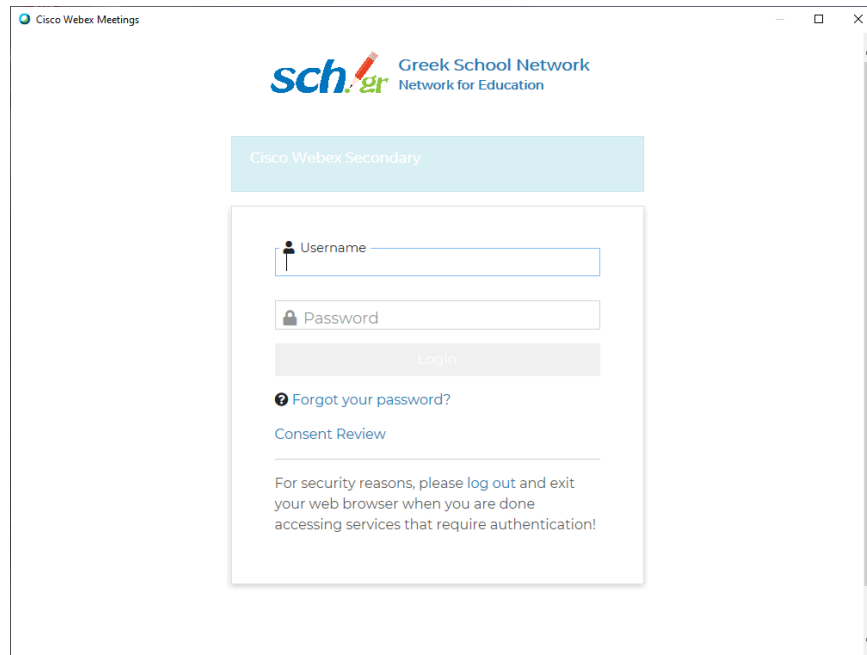 Cisco Webex Meetings
sch.gr
Greek School Network
Network for Education
Cisco Webex Secondary
Username
Password
Login
Forgot your password?
Consent Review
For security reasons, please log out and exit
your web browser when you are done
accessing services that require authentication!